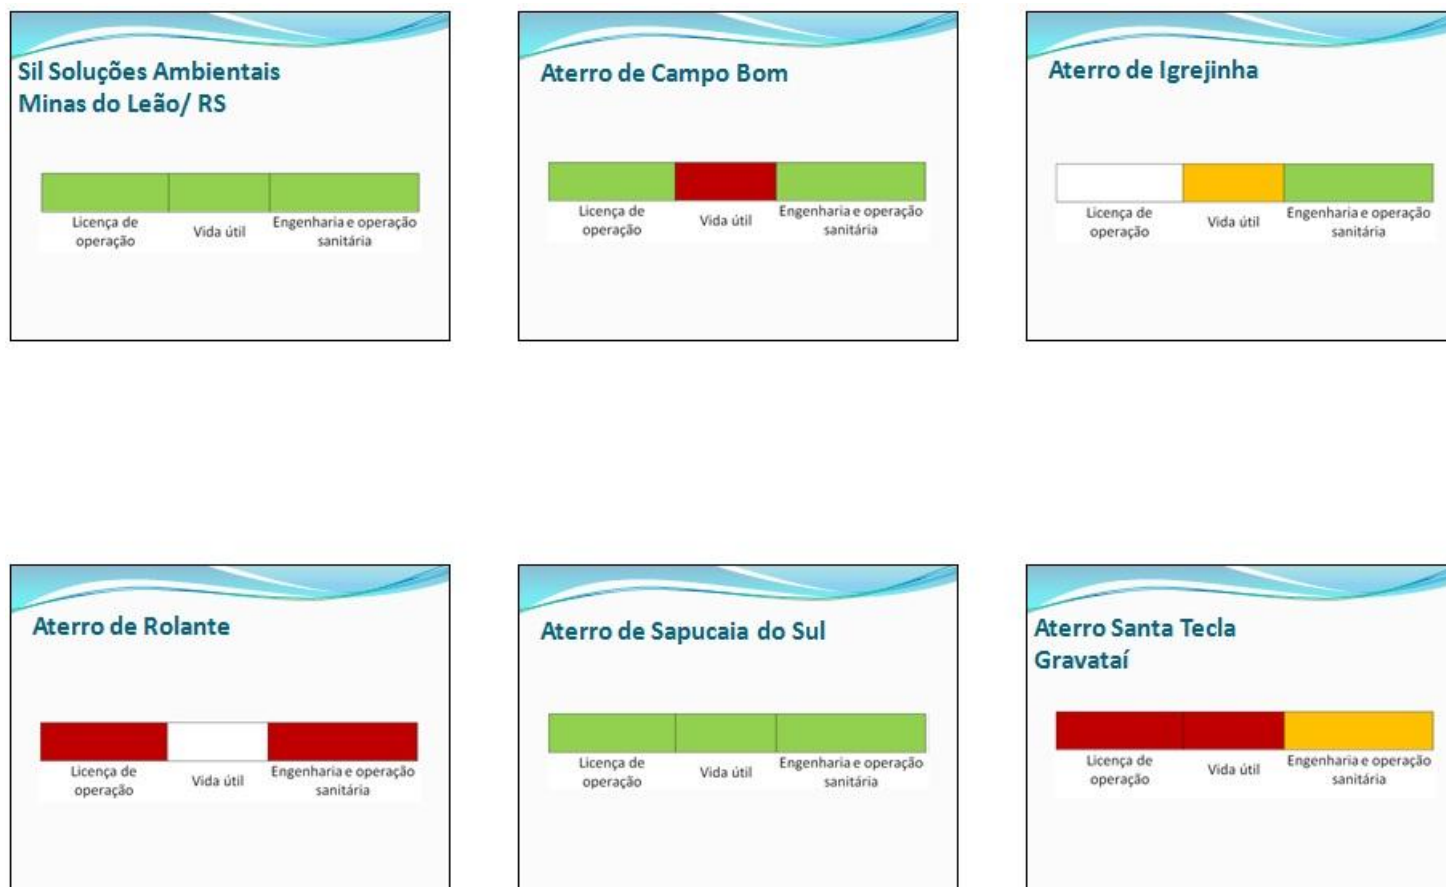 Sil Soluções Ambientais
Minas do Leão/ RS
Licença de
operação
Vida útil
Engenharia e operação
sanitária
Aterro de Campo Bom
Licença de
operação
Vida útil
Engenharia e operação
sanitária
Aterro de Igrejinha
Licença de
operação
Vida útil
Engenharia e operação
sanitária
Aterro de Rolante
Licença de
operação
Vida útil
Engenharia e operação
sanitária
Aterro de Sapucaia do Sul
Licença de
operação
Vida útil
Engenharia e operação
sanitária
Aterro Santa Tecla
Gravataí
Licença de
operação
Vida útil
Engenharia e operação
sanitária